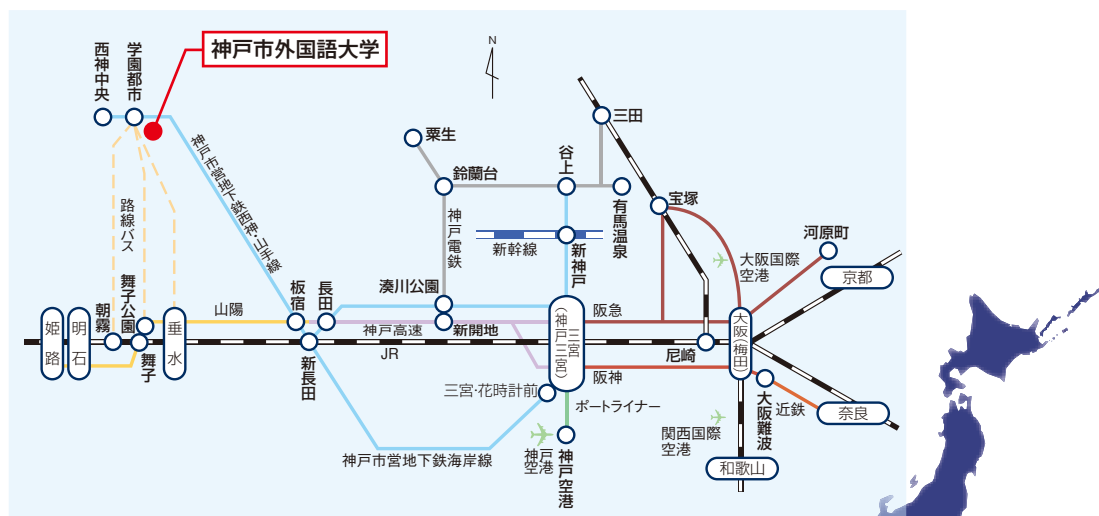 神戸市外国語大学
N
西神中央
学園都市
神戸市営地下鉄西神・山手線
路線バス
粟生
鈴蘭台
神戸電鉄
谷上
三田
有馬温泉
宝塚
新幹線
新神戸
大阪国際
空港
河原町
京都
姫路
明石
朝霧
舞子公園
舞子
垂水
山陽
板宿
長田
湊川公園
新開地
神戸高速
JR
新長田
三宮
(神戸三宮)
阪急
阪神
尼崎
大阪(梅田)
大阪難波
近鉄
奈良
三宮・花時計前
ポートライナー
神戸市営地下鉄海岸線
神戸
空港
神戸空港
関西国際
空港
和歌山